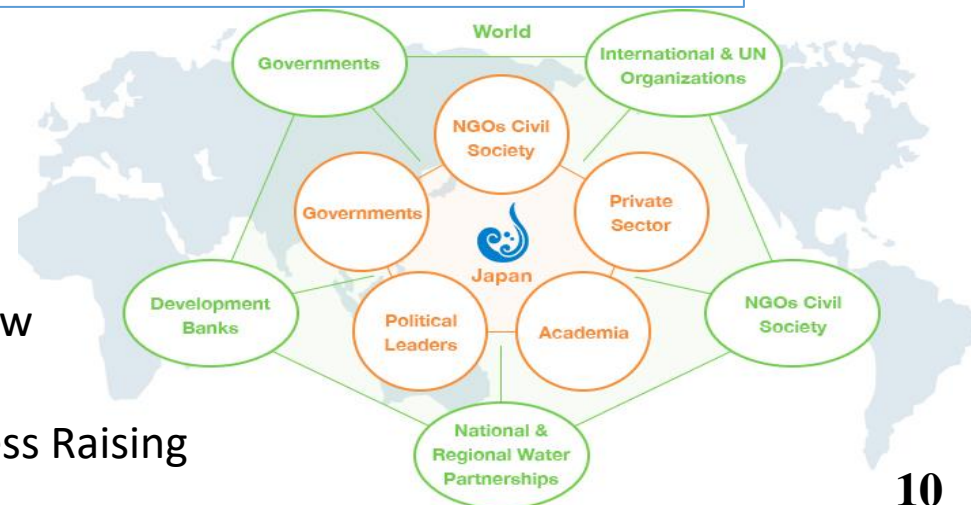 World
Governments
International & UN
Organizations
NGOs Civil
Society
Governments
Private
Sector
Japan
Development
Banks
Political
Leaders
Academia
NGOs Civil
Society
National &
Regional Water
Partnerships
Raising
10